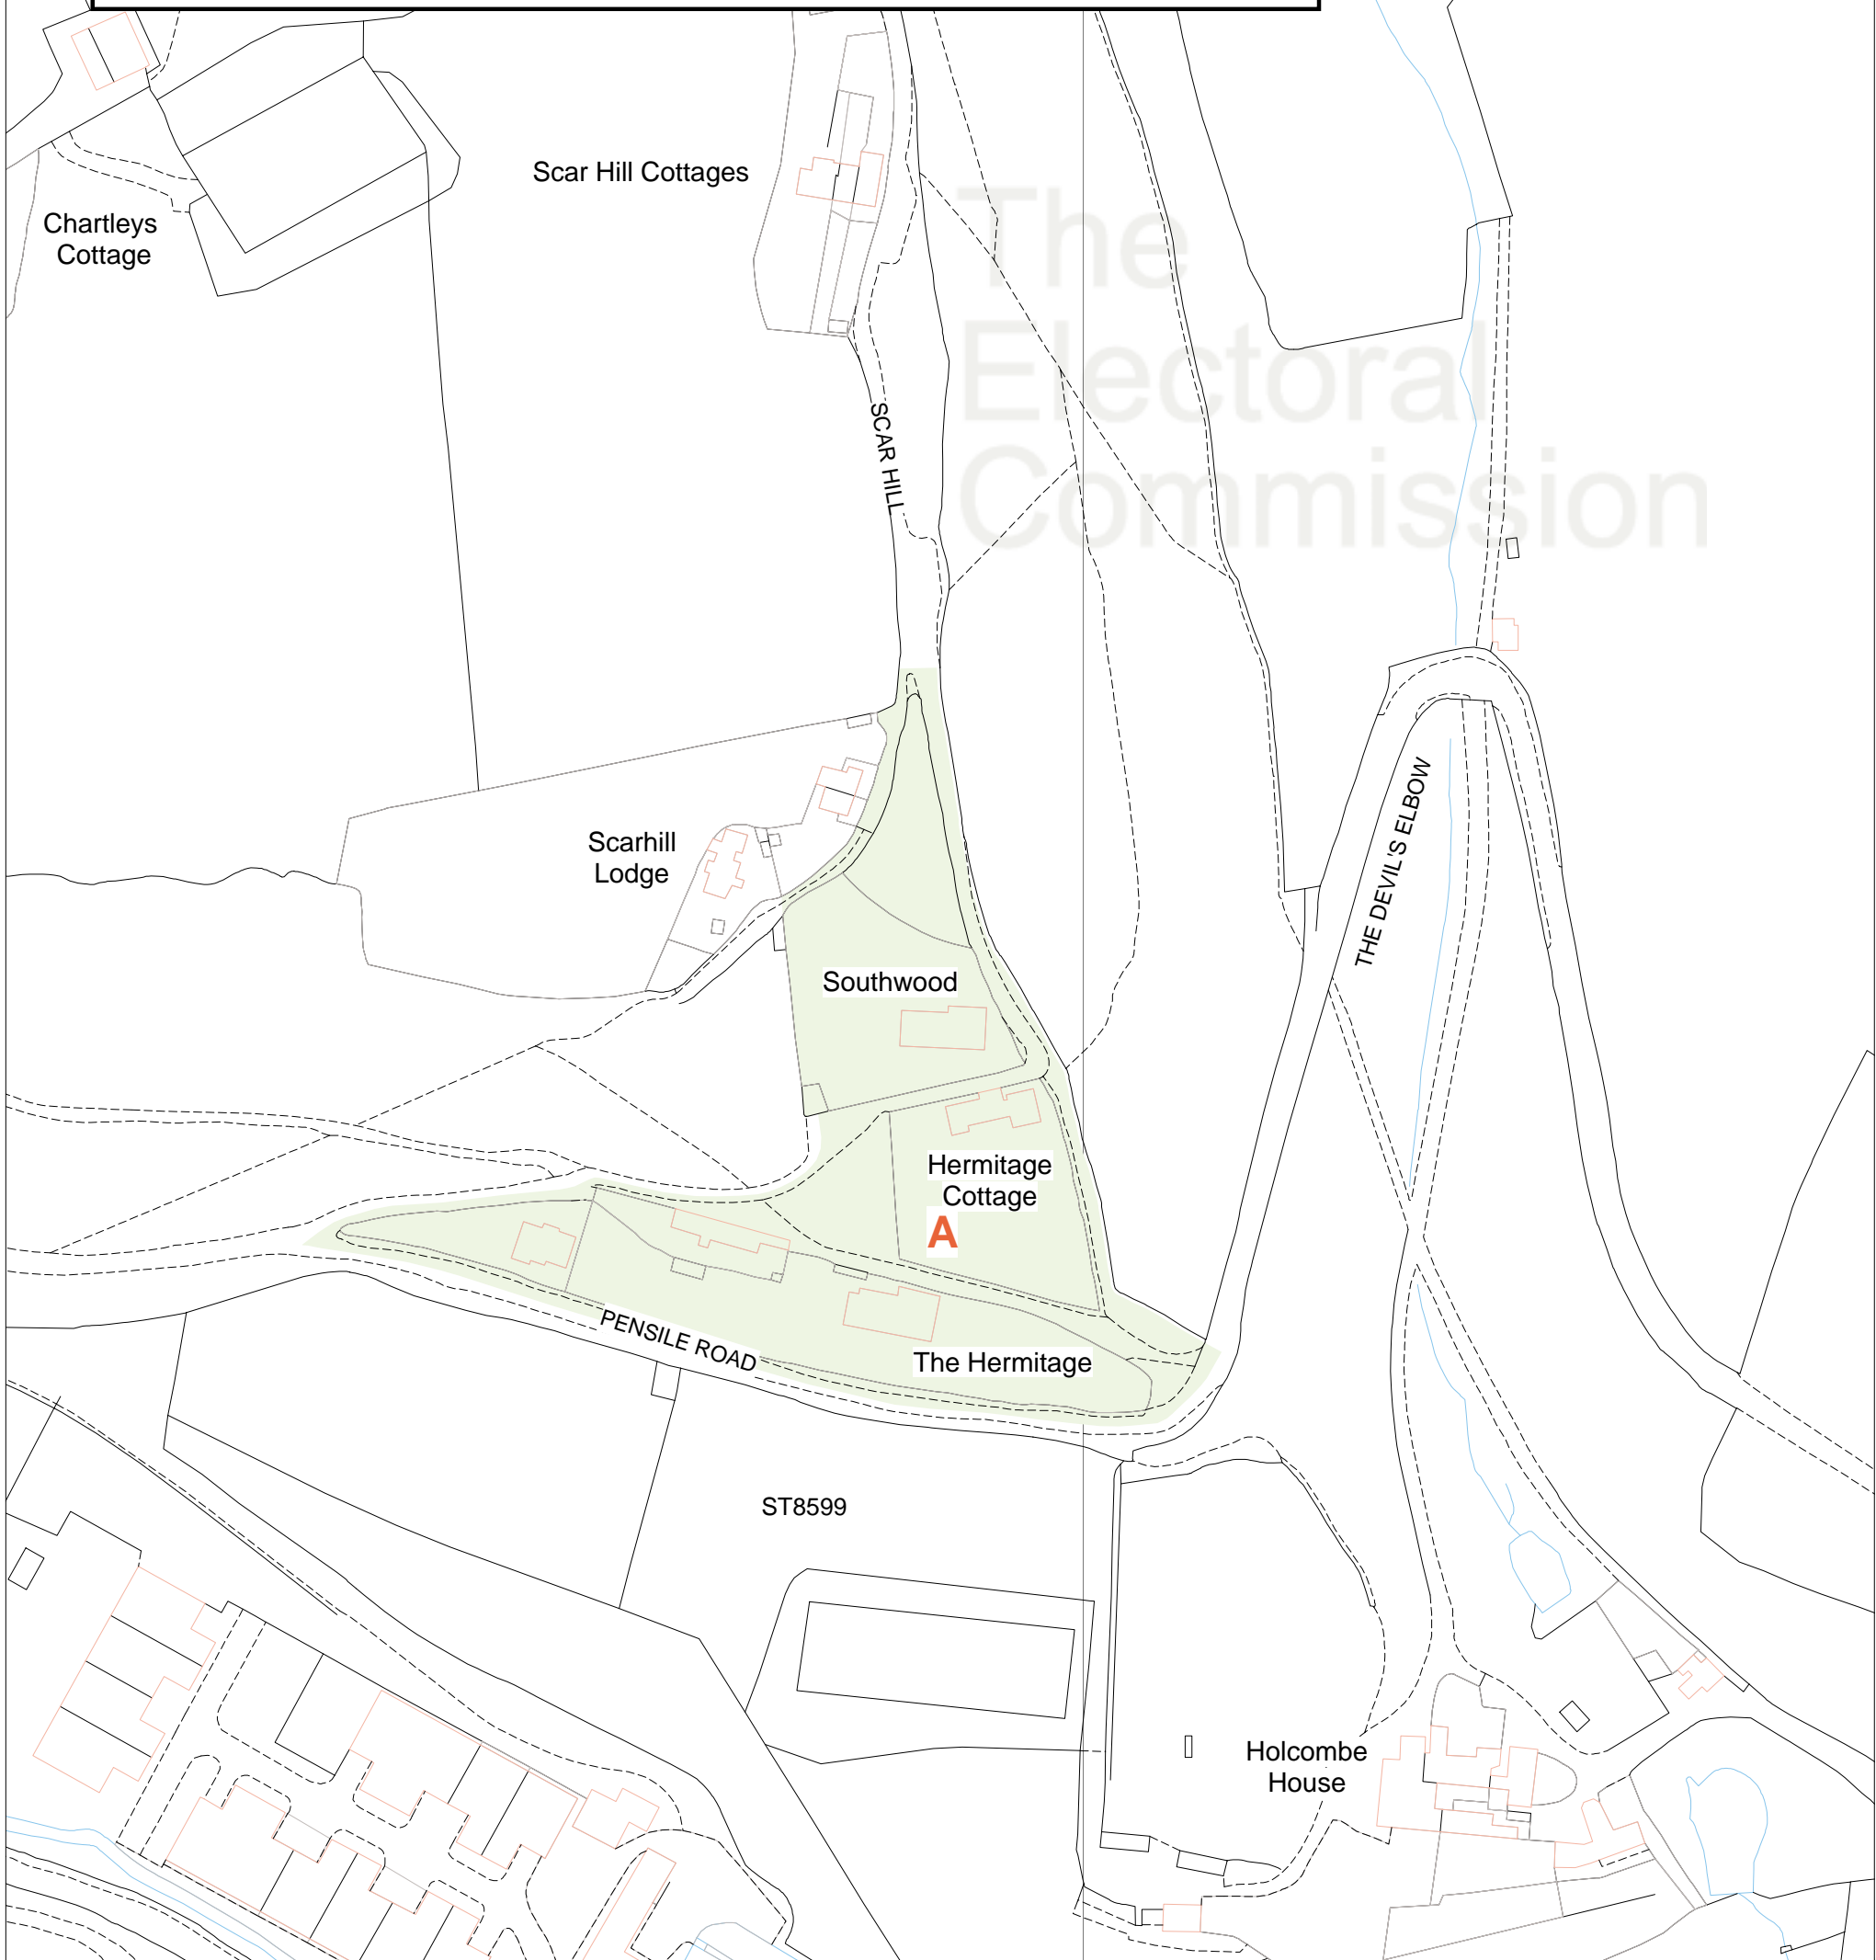 The
Electoral
Commission
Scar Hill Cottages
Chartleys
Cottage
SCAR HILL
THE DEVIL'S ELBOW
Scarhill
Lodge
Southwood
Hermitage
Cottage
A
PENSILE ROAD
The Hermitage
ST8599
Holcombe
House